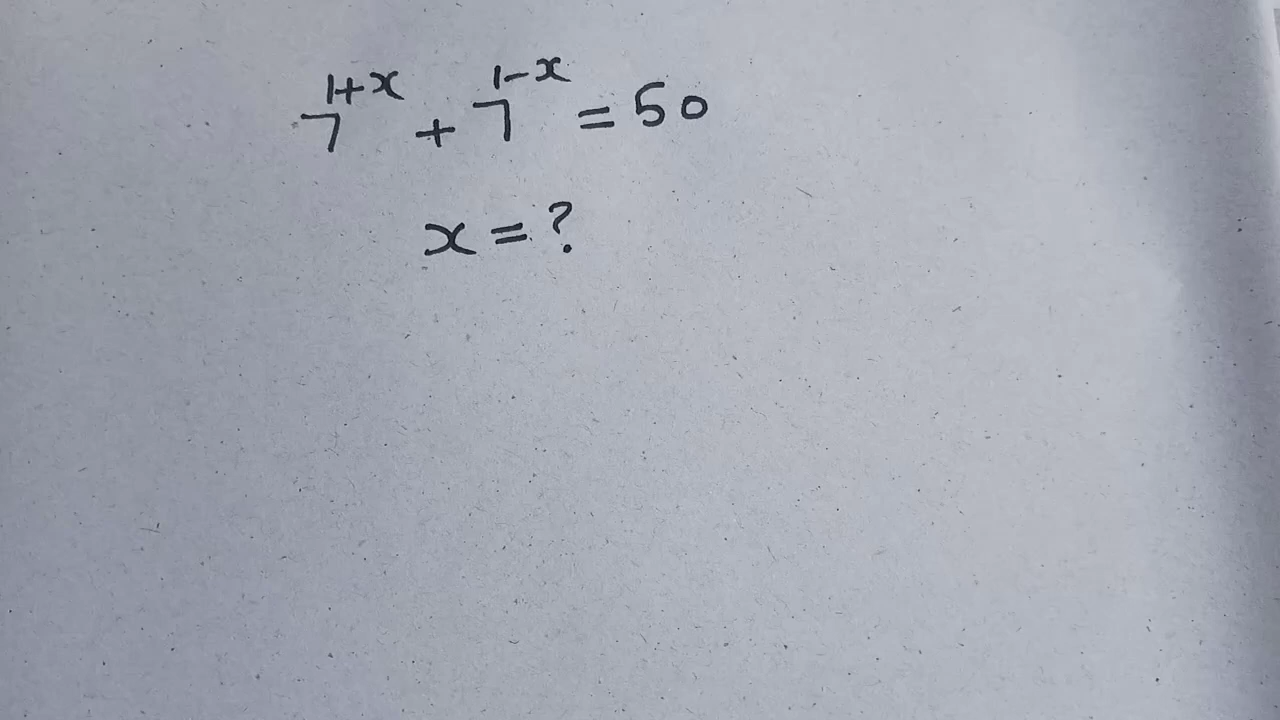 7^{1+x} + 7^{1-x} = 50
x = ?